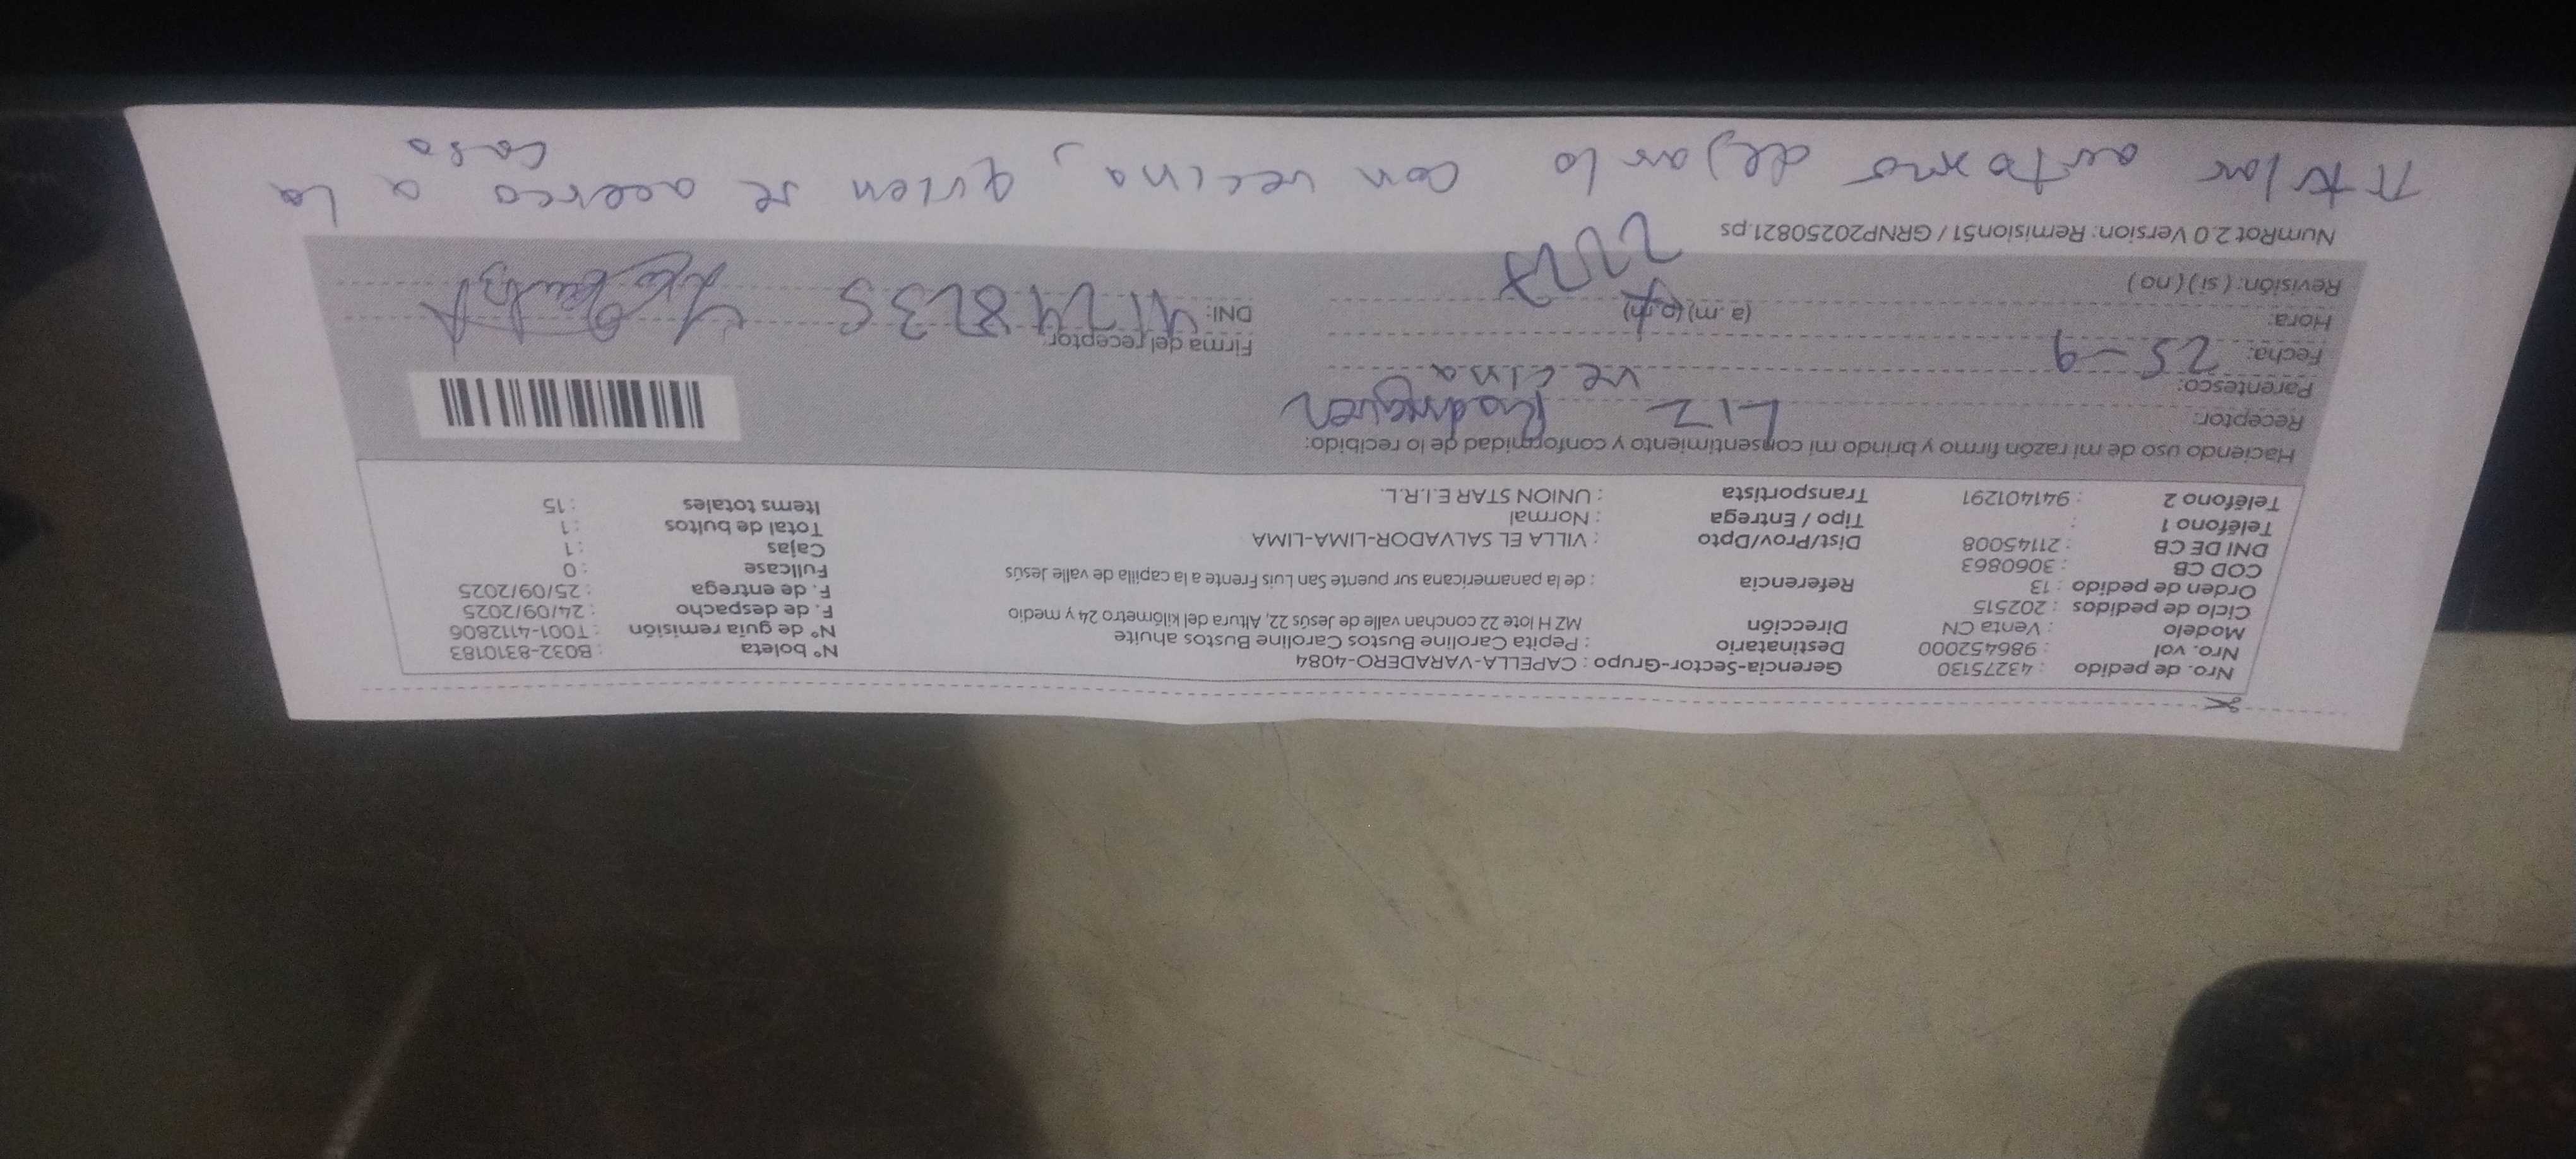 Nro. de pedido : 43275130 Gerencia-Sector-Grupo : CAPELLA-VARADERO-4084 N° boleta : B032-8310183
Nro. vol : 986452000 Destinatario : Pepita Caroline Bustos Caroline Bustos ahuite N° de guía remisión : T001-4112806
Modelo : Venta CN Dirección MZ H lote 22 conchan valle de Jesús 22, Altura del kilómetro 24 y medio F. de despacho : 24/09/2025
Ciclo de pedidos : 202515 F. de entrega : 25/09/2025
Orden de pedido : 13 Referencia : de la panamericana sur puente San Luis Frente a la capilla de valle Jesús Fullcase : 0
COD CB : 3060863 Cajas : 1
DNI DE CB : 21145008 Dist/Prov/Dpto : VILLA EL SALVADOR-LIMA-LIMA Total de bultos : 1
Teléfono 1 : Tipo / Entrega : Normal Items totales : 15
Teléfono 2 : 941401291 Transportista : UNION STAR E.I.R.L.
Haciendo uso de mi razón firmo y brindo mi consentimiento y conformidad de lo recibido:
Receptor: LIZ Rodriguez
Parentesco: vecina
Fecha: 25-9 Firma del receptor:
Hora: (a.m) (p.m) DNI: 41248235
Revisión: ( si ) ( no )
NumRot 2.0 Version: Remision51 / GRNP20250821.ps
titular autorizo dejarlo con vecina, quien se acerco a la
casa